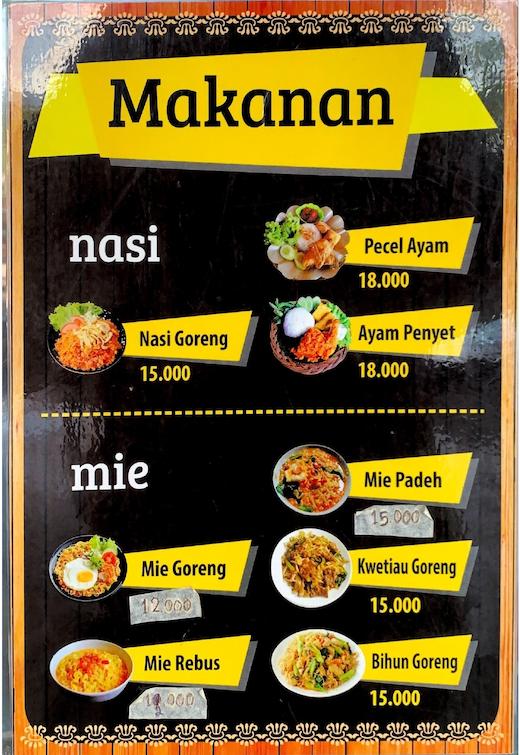 Makanan
nasi
Pecel Ayam
18.000
Nasi Goreng
15.000
Ayam Penyet
18.000
mie
Mie Padeh
15.000
Mie Goreng
12.000
Kwetiau Goreng
15.000
Mie Rebus
Bihun Goreng
15.000